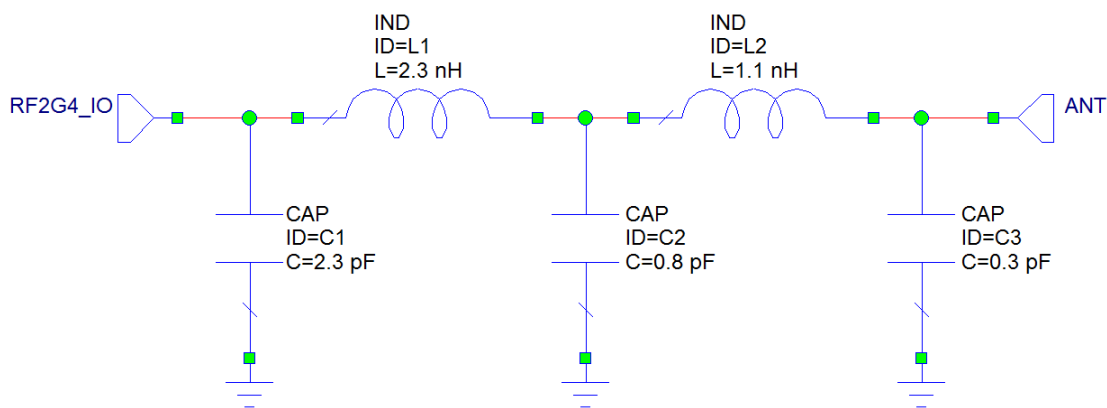 IND
ID=L1
L=2.3 nH
IND
ID=L2
L=1.1 nH
RF2G4_IO
ANT
CAP
ID=C1
C=2.3 pF
CAP
ID=C2
C=0.8 pF
CAP
ID=C3
C=0.3 pF